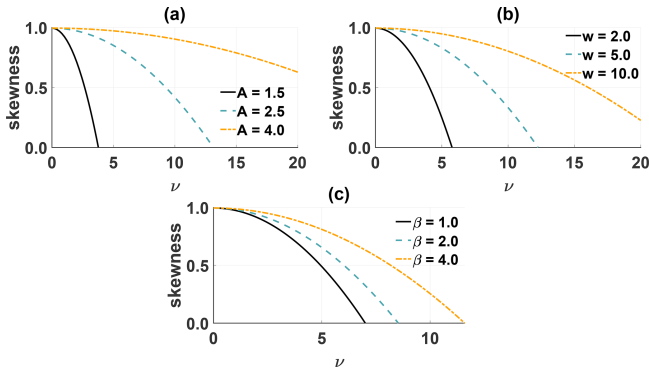 (a)
skewness
1.0
0.5
0.0
0
5
10
15
20
ν
A = 1.5
A = 2.5
A = 4.0
(b)
skewness
1.0
0.5
0.0
0
5
10
15
20
ν
w = 2.0
w = 5.0
w = 10.0
(c)
skewness
1.0
0.5
0.0
0
5
10
ν
β = 1.0
β = 2.0
β = 4.0